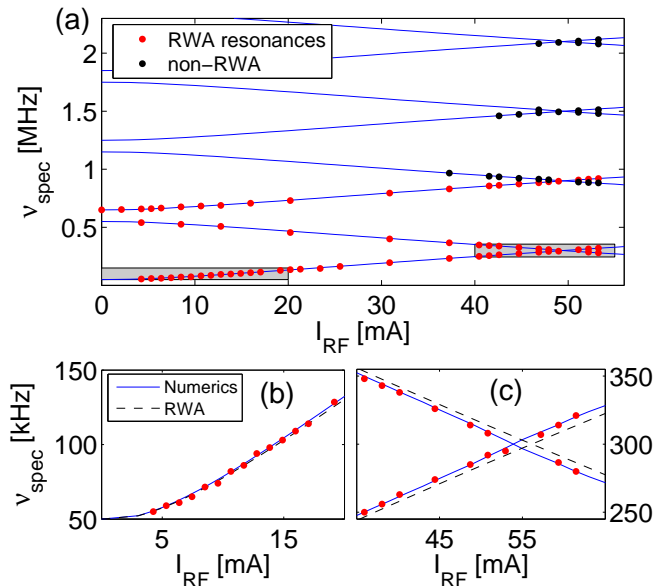 (a)
RWA resonances
non−RWA
2
1.5
1
0.5
ν_spec [MHz]
0 10 20 30 40 50
I_RF [mA]
150
100
50
ν_spec [kHz]
Numerics
RWA
(b)
5 15
I_RF [mA]
(c)
350
300
250
45 55
I_RF [mA]